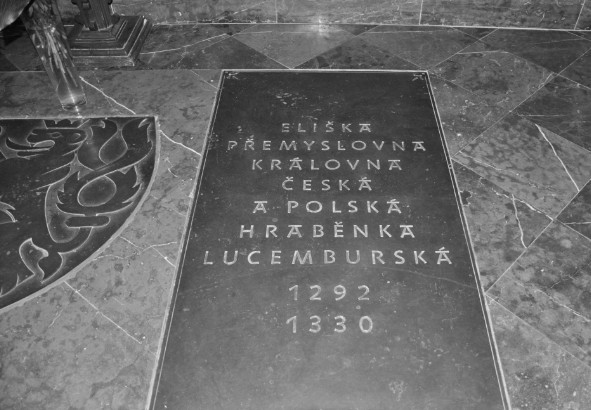 ELIŠKA
PŘEMYSLOVNA
KRÁLOVNA
ČESKÁ
A POLSKÁ
HRABĚNKA
LUCEMBURSKÁ
1292
1330